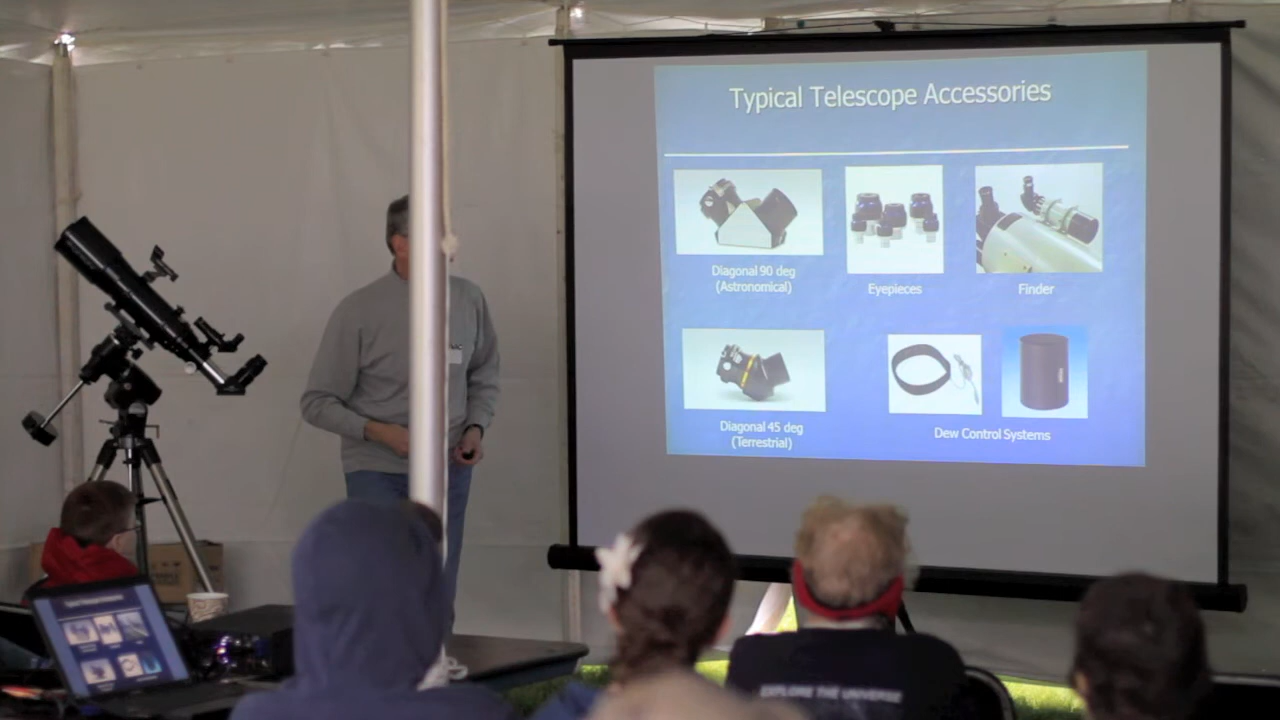 Typical Telescope Accessories
Diagonal 90 deg
(Astronomical)
Eyepieces
Finder
Diagonal 45 deg
(Terrestrial)
Dew Control Systems
EXPLORE THE UNIVERSE